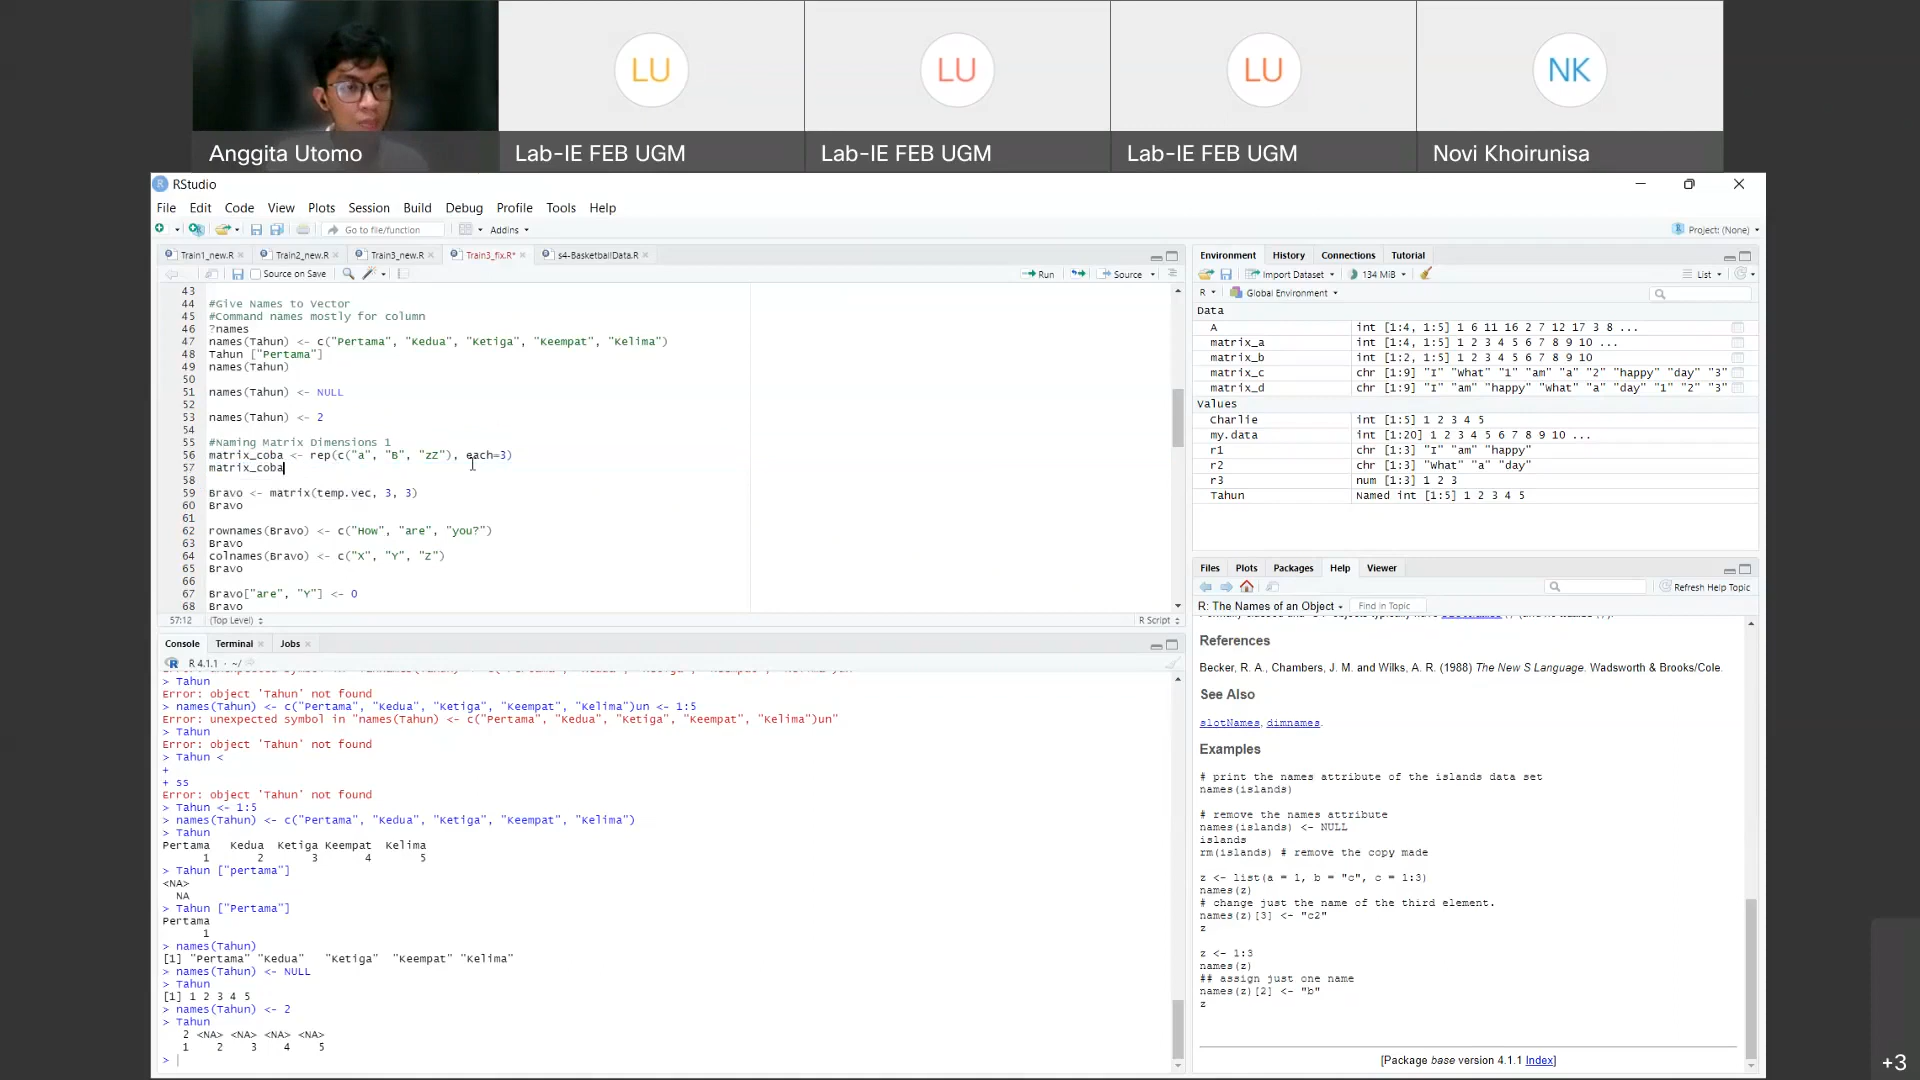 LU
LU
LU
NK
Anggita Utomo
Lab-IE FEB UGM
Lab-IE FEB UGM
Lab-IE FEB UGM
Novi Khoirunisa
RStudio
File Edit Code View Plots Session Build Debug Profile Tools Help
Go to file/function
Addins
Project: (None)
Train1_new.R
Train2_new.R
Train3_new.R
Train3_fix.R*
s4-BasketballData.R
Source on Save
Run
Source
43
44 #Give Names to Vector
45 #Command names mostly for column
46 ?names
47 names(Tahun) <- c("Pertama", "Kedua", "Ketiga", "Keempat", "Kelima")
48 Tahun ["Pertama"]
49 names(Tahun)
50
51 names(Tahun) <- NULL
52
53 names(Tahun) <- 2
54
55 #Naming Matrix Dimensions 1
56 matrix_coba <- rep(c("a", "B", "zZ"), each=3)
57 matrix_coba
58
59 Bravo <- matrix(temp.vec, 3, 3)
60 Bravo
61
62 rownames(Bravo) <- c("How", "are", "you?")
63 Bravo
64 colnames(Bravo) <- c("X", "Y", "Z")
65 Bravo
66
67 Bravo["are", "Y"] <- 0
68 Bravo
57:12 (Top Level)
R Script
Console Terminal Jobs
R 4.1.1 · ~/
> Tahun
Error: object 'Tahun' not found
> names(Tahun) <- c("Pertama", "Kedua", "Ketiga", "Keempat", "Kelima")un <- 1:5
Error: unexpected symbol in "names(Tahun) <- c("Pertama", "Kedua", "Ketiga", "Keempat", "Kelima")un"
> Tahun
Error: object 'Tahun' not found
> Tahun <
+
+ ss
Error: object 'Tahun' not found
> Tahun <- 1:5
> names(Tahun) <- c("Pertama", "Kedua", "Ketiga", "Keempat", "Kelima")
> Tahun
Pertama Kedua Ketiga Keempat Kelima
1 2 3 4 5
> Tahun ["pertama"]
<NA>
NA
> Tahun ["Pertama"]
Pertama
1
> names(Tahun)
[1] "Pertama" "Kedua" "Ketiga" "Keempat" "Kelima"
> names(Tahun) <- NULL
> Tahun
[1] 1 2 3 4 5
> names(Tahun) <- 2
> Tahun
2 <NA> <NA> <NA> <NA>
1 2 3 4 5
>
Environment History Connections Tutorial
Import Dataset
134 MiB
List
R
Global Environment
Data
A int [1:4, 1:5] 1 6 11 16 2 7 12 17 3 8 ...
matrix_a int [1:4, 1:5] 1 2 3 4 5 6 7 8 9 10 ...
matrix_b int [1:2, 1:5] 1 2 3 4 5 6 7 8 9 10
matrix_c chr [1:9] "I" "what" "1" "am" "a" "2" "happy" "day" "3"
matrix_d chr [1:9] "I" "am" "happy" "what" "a" "day" "1" "2" "3"
Values
Charlie int [1:5] 1 2 3 4 5
my.data int [1:20] 1 2 3 4 5 6 7 8 9 10 ...
r1 chr [1:3] "I" "am" "happy"
r2 chr [1:3] "what" "a" "day"
r3 num [1:3] 1 2 3
Tahun Named int [1:5] 1 2 3 4 5
Files Plots Packages Help Viewer
Refresh Help Topic
R: The Names of an Object
Find in Topic
References
Becker, R. A., Chambers, J. M. and Wilks, A. R. (1988) The New S Language. Wadsworth & Brooks/Cole.
See Also
slotNames, dimnames.
Examples
# print the names attribute of the islands data set
names(islands)
# remove the names attribute
names(islands) <- NULL
islands
rm(islands) # remove the copy made
z <- list(a = 1, b = "c", c = 1:3)
names(z)
# change just the name of the third element.
names(z)[3] <- "c2"
z
z <- 1:3
names(z)
## assign just one name
names(z)[2] <- "b"
z
[Package base version 4.1.1 Index]
+3